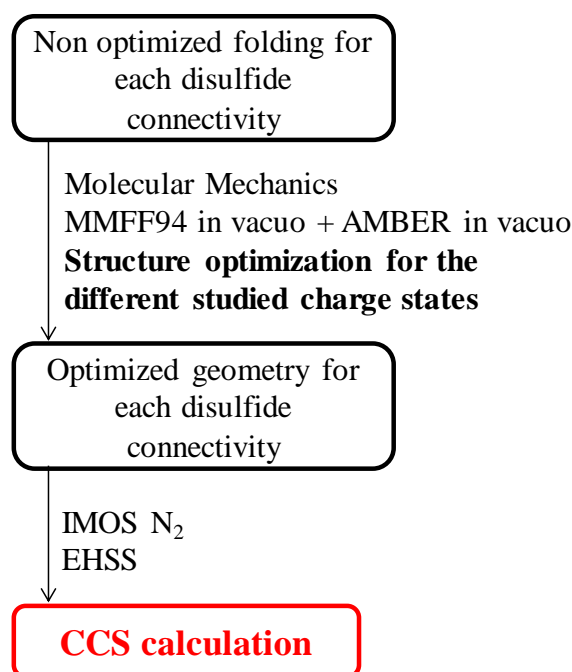 Non optimized folding for
each disulfide
connectivity
Molecular Mechanics
MMFF94 in vacuo + AMBER in vacuo
Structure optimization for the
different studied charge states
Optimized geometry for
each disulfide
connectivity
IMOS N₂
EHSS
CCS calculation